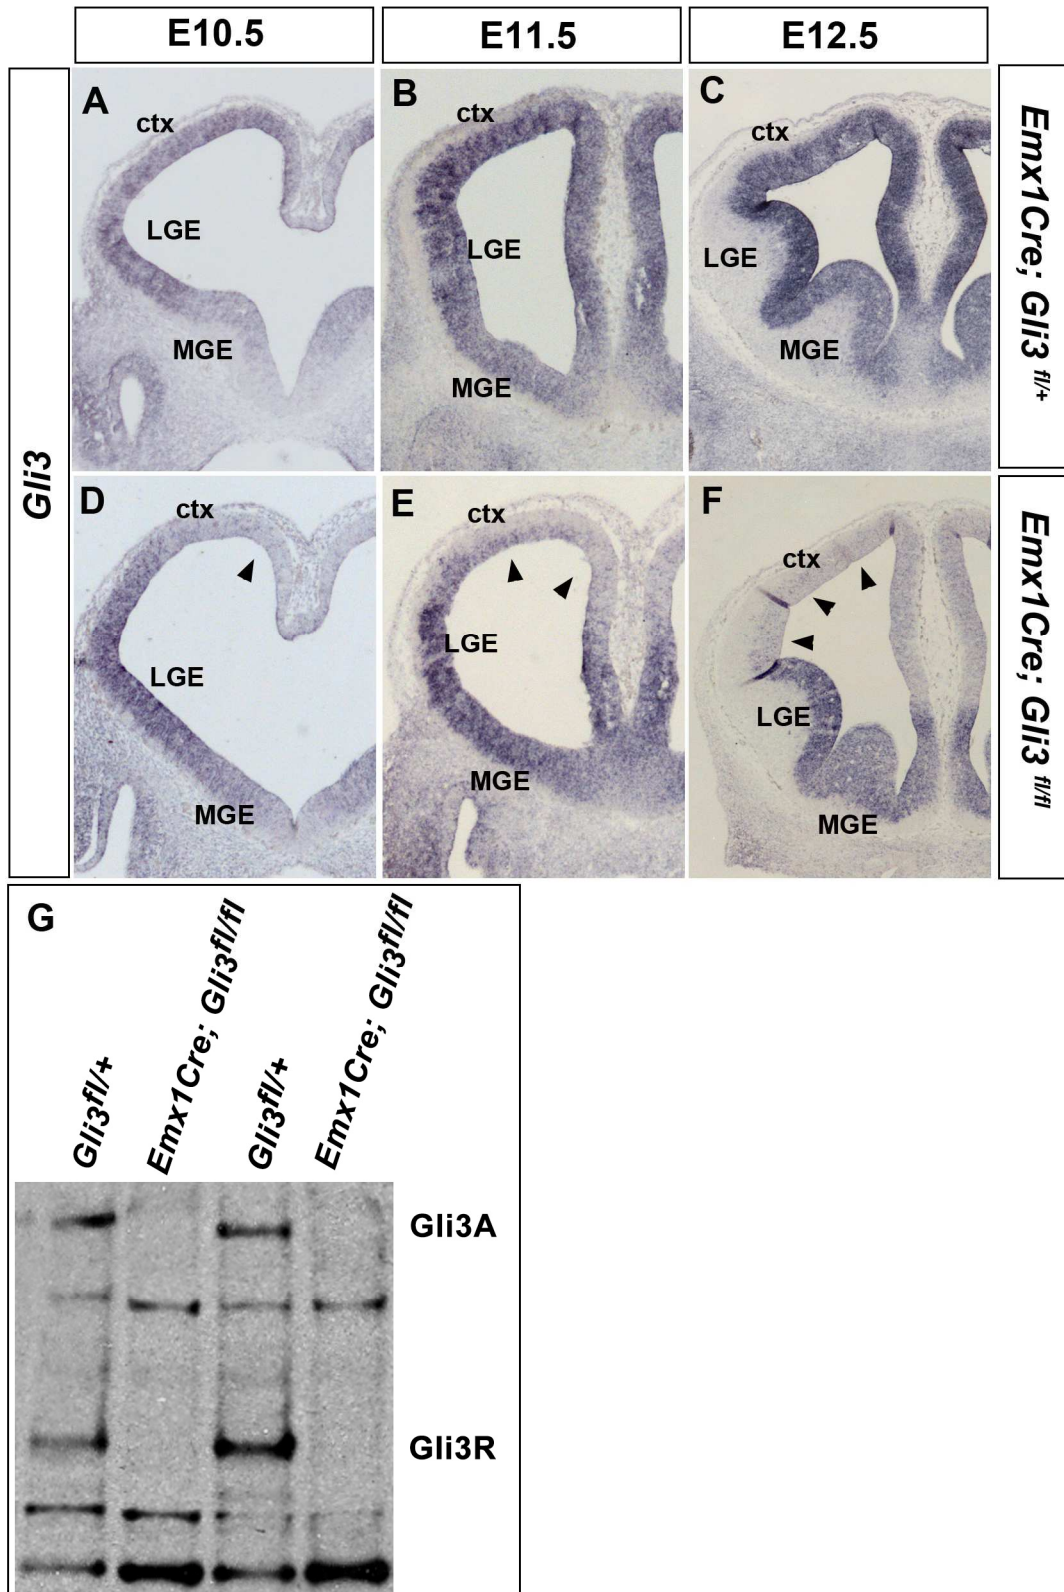 E10.5
E11.5
E12.5
Gli3
A
ctx
LGE
MGE
B
ctx
LGE
MGE
C
ctx
LGE
MGE
Emx1Cre; Gli3 fl/+
D
ctx
LGE
MGE
E
ctx
LGE
MGE
F
ctx
LGE
MGE
Emx1Cre; Gli3 fl/fl
G
Gli3fl/+
Emx1Cre; Gli3fl/fl
Gli3fl/+
Emx1Cre; Gli3fl/fl
Gli3A
Gli3R